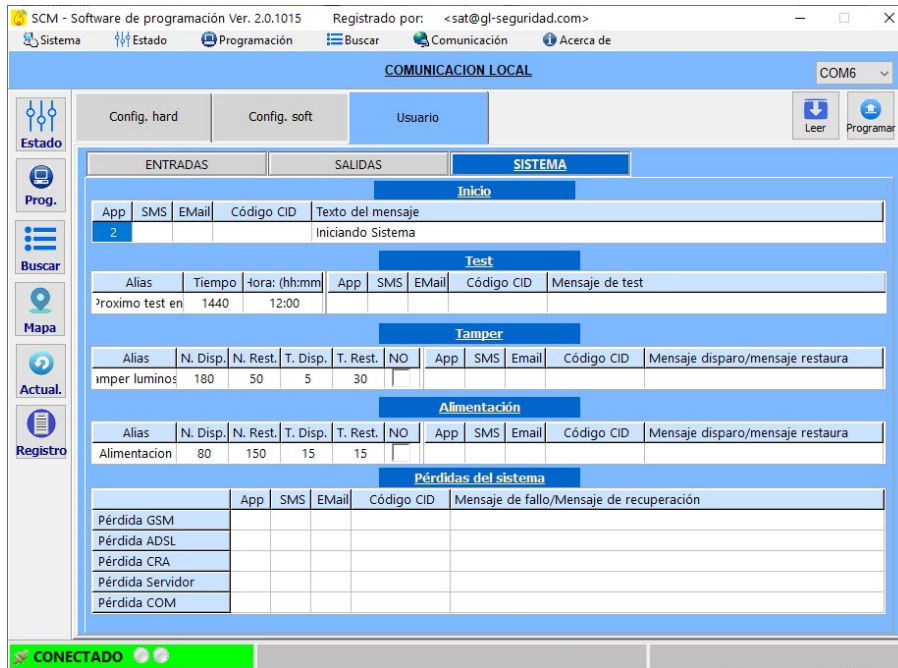 SCM - Software de programación Ver. 2.0.1015 Registrado por: <sat@gl-seguridad.com>
Sistema Estado Programación Buscar Comunicación Acerca de
COMUNICACION LOCAL
COM6
Config. hard Config. soft Usuario
Leer Programar
Estado
Prog.
Buscar
Mapa
Actual.
Registro
ENTRADAS SALIDAS SISTEMA
Inicio
App SMS EMail Código CID Texto del mensaje
2 Iniciando Sistema
Test
Alias Tiempo Hora: (hh:mm App SMS EMail Código CID Mensaje de test
Proximo test en 1440 12:00
Tamper
Alias N. Disp. N. Rest. T. Disp. T. Rest. NO App SMS Email Código CID Mensaje disparo/mensaje restaura
amper luminos 180 50 5 30
Alimentación
Alias N. Disp. N. Rest. T. Disp. T. Rest. NO App SMS Email Código CID Mensaje disparo/mensaje restaura
Alimentacion 80 150 15 15
Pérdidas del sistema
App SMS EMail Código CID Mensaje de fallo/Mensaje de recuperación
Pérdida GSM
Pérdida ADSL
Pérdida CRA
Pérdida Servidor
Pérdida COM
CONECTADO